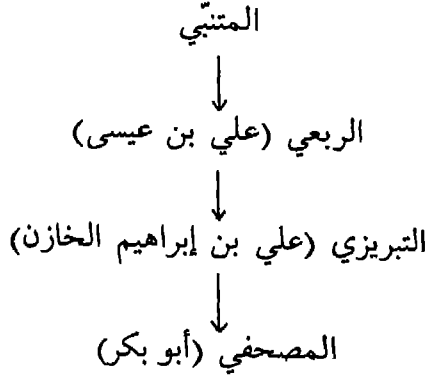 المتنبّي
الربعي (علي بن عيسى)
التبريزي (علي بن إبراهيم الخازن)
المصحفي (أبو بكر)